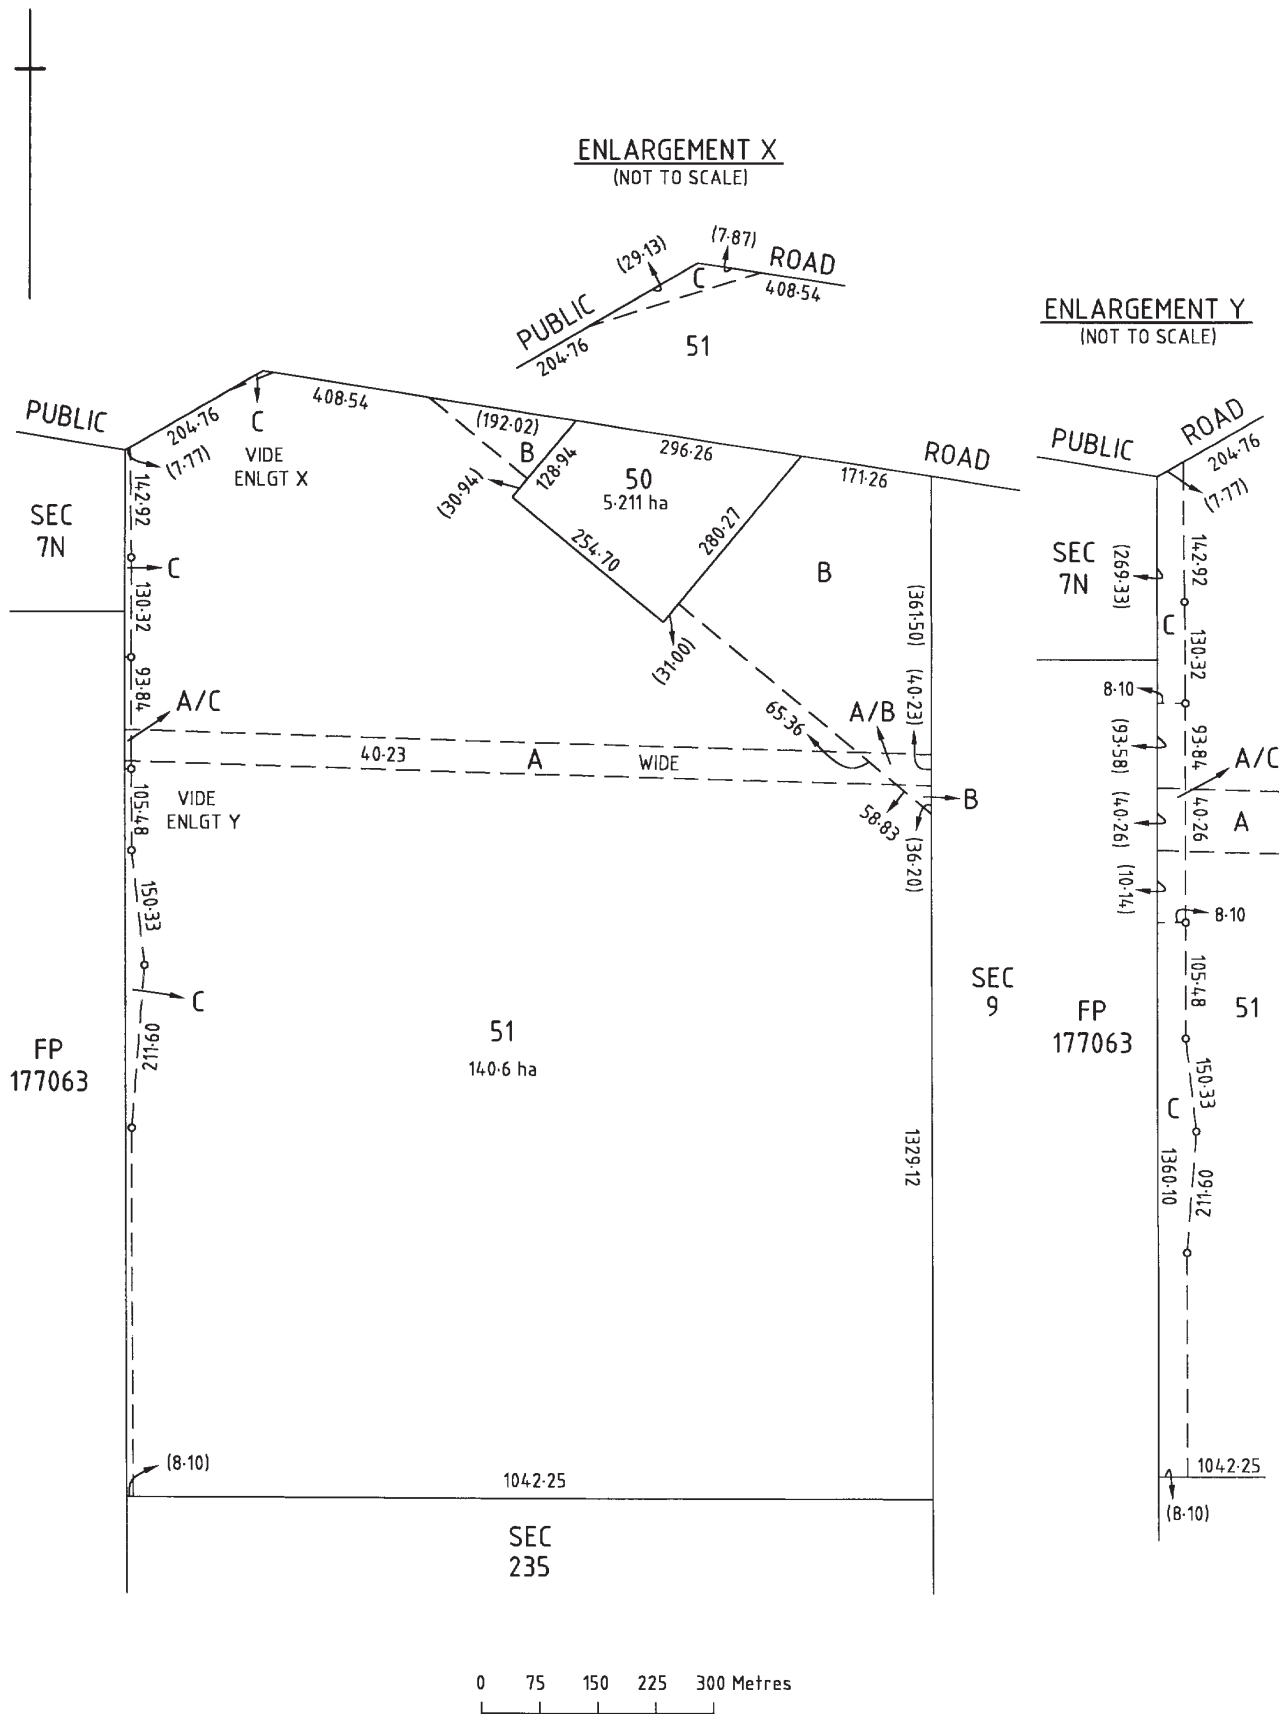 ENLARGEMENT X
(NOT TO SCALE)
(29·13)
(7·87)
C
PUBLIC
ROAD
204·76
408·54
51
ENLARGEMENT Y
(NOT TO SCALE)
PUBLIC
204·76
C
(7·77)
VIDE
ENLGT X
408·54
(192·02)
B
128·94
(30·94)
296·26
50
5·211 ha
254·70
280·27
(31·00)
171·26
ROAD
B
(361·50)
(40·23)
SEC
7N
142·92
C
130·32
93·84
A/C
40·23
A
WIDE
65·36
A/B
B
58·83
(36·20)
VIDE
ENLGT Y
105·48
150·33
C
211·60
FP
177063
51
140·6 ha
SEC
9
1329·12
(8·10)
1042·25
SEC
235
PUBLIC
ROAD
204·76
(7·77)
SEC
7N
(269·33)
142·92
C
130·32
8·10
(93·58)
93·84
A/C
(40·26)
40·26
A
(10·14)
8·10
105·48
51
FP
177063
150·33
C
1360·10
211·60
1042·25
(8·10)
0 75 150 225 300 Metres